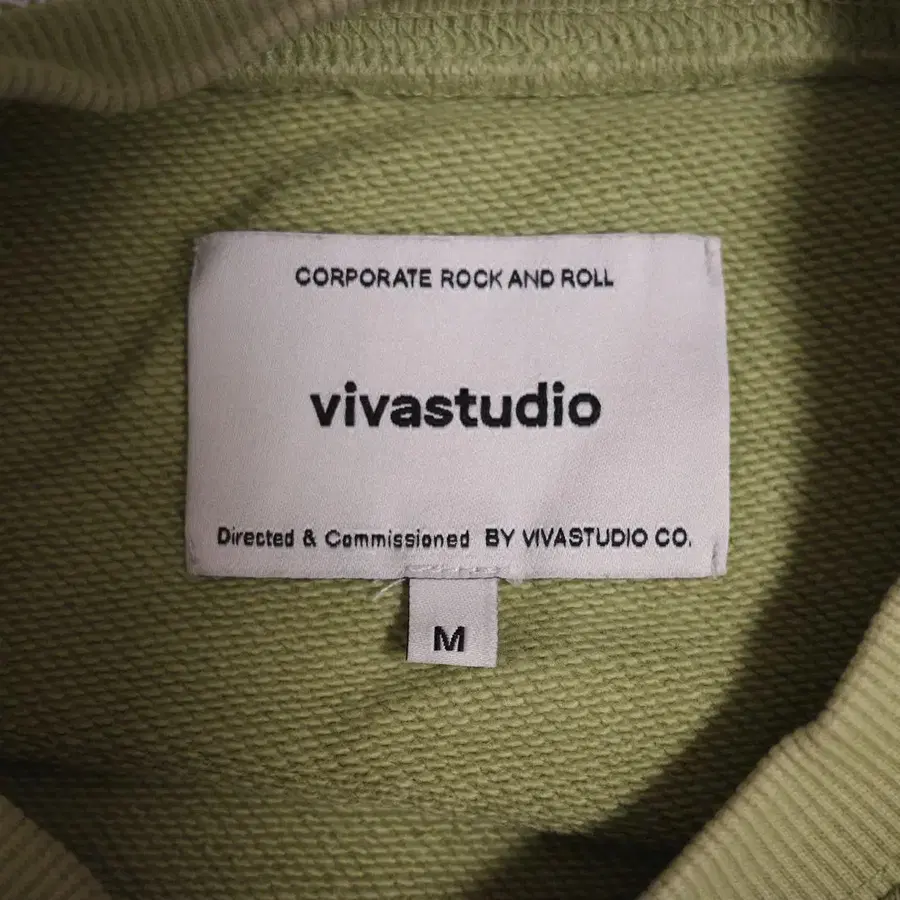 CORPORATE ROCK AND ROLL
vivastudio
Directed & Commissioned BY VIVASTUDIO CO.
M